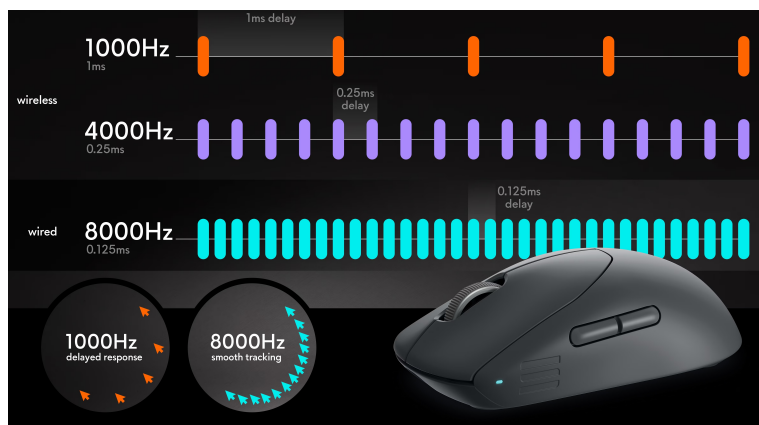 1ms delay
1000Hz
1ms
wireless
0.25ms
delay
4000Hz
0.25ms
0.125ms
delay
wired
8000Hz
0.125ms
1000Hz
delayed response
8000Hz
smooth tracking